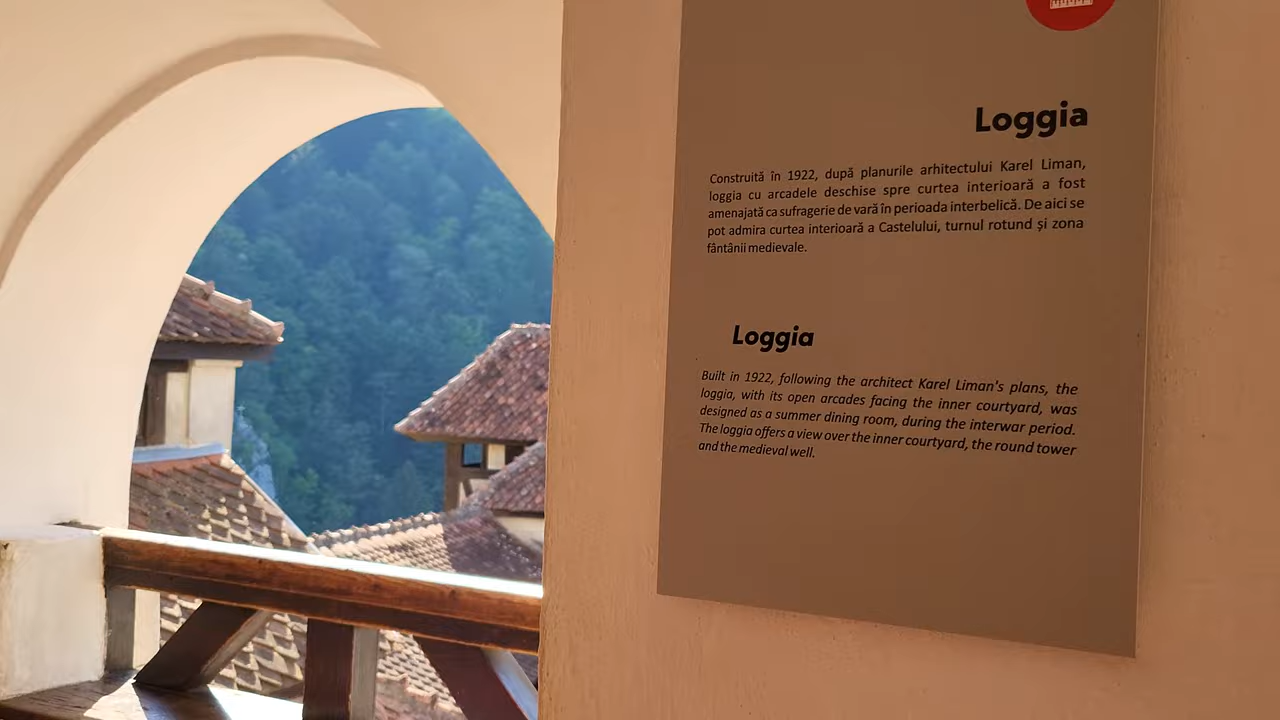 Loggia
Construită în 1922, după planurile arhitectului Karel Liman,
loggia cu arcadele deschise spre curtea interioară a fost
amenajată ca sufragerie de vară în perioada interbelică. De aici se
pot admira curtea interioară a Castelului, turnul rotund și zona
fântânii medievale.
Loggia
Built in 1922, following the architect Karel Liman's plans, the
loggia, with its open arcades facing the inner courtyard, was
designed as a summer dining room, during the interwar period.
The loggia offers a view over the inner courtyard, the round tower
and the medieval well.